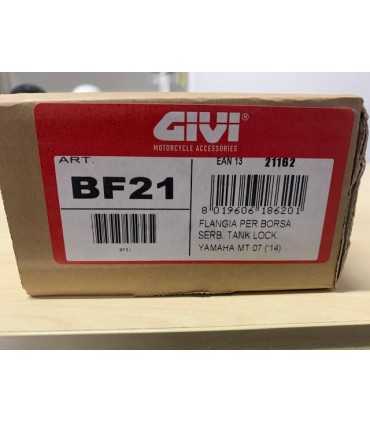 GIVI
MOTORCYCLE ACCESSORIES
ART.
BF21
EAN 13 21162
8 019606 186201
FLANGIA PER BORSA
SERB. TANK LOCK
YAMAHA MT 07 ('14)